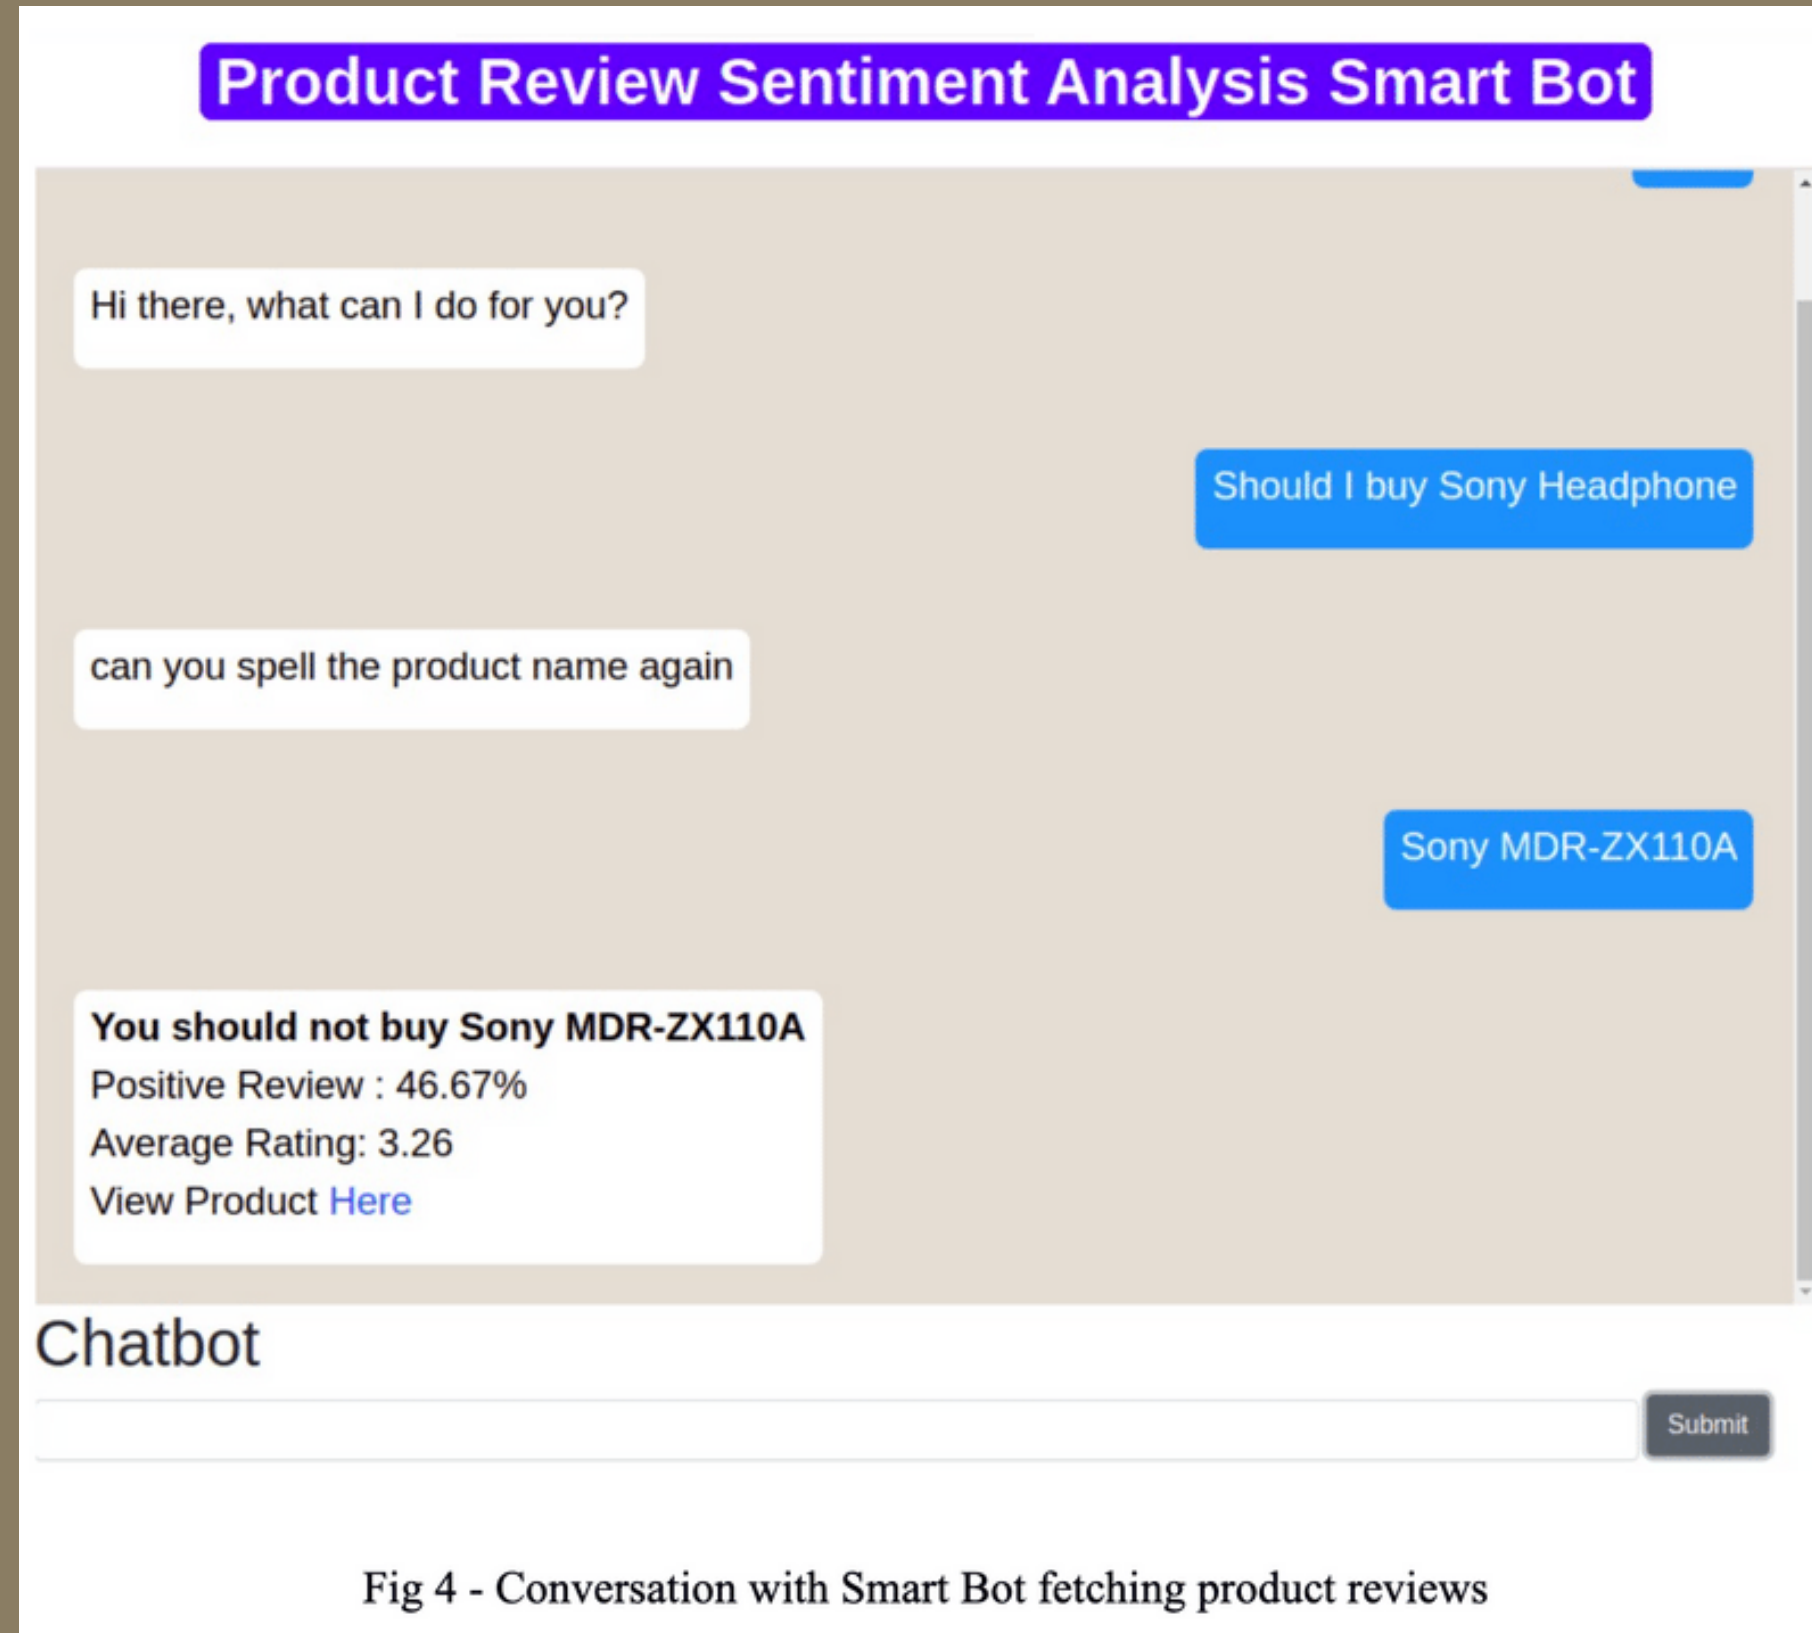 Product Review Sentiment Analysis Smart Bot
Hi there, what can I do for you?
Should I buy Sony Headphone
can you spell the product name again
Sony MDR-ZX110A
You should not buy Sony MDR-ZX110A
Positive Review : 46.67%
Average Rating: 3.26
View Product Here
Chatbot
Submit
Fig 4 - Conversation with Smart Bot fetching product reviews